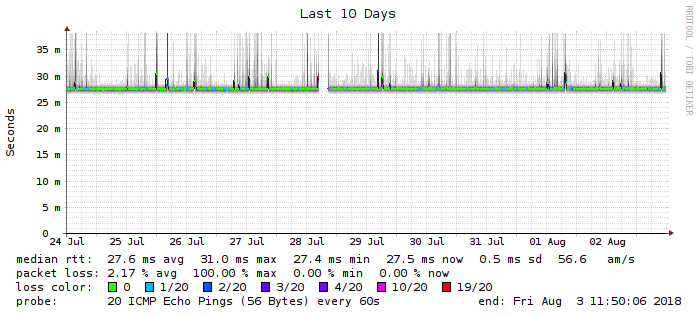 Last 10 Days
RRDTOOL / TOBI OETIKER
Seconds
35 m
30 m
25 m
20 m
15 m
10 m
5 m
0
24 Jul 25 Jul 26 Jul 27 Jul 28 Jul 29 Jul 30 Jul 31 Jul 01 Aug 02 Aug
median rtt: 27.6 ms avg 31.0 ms max 27.4 ms min 27.5 ms now 0.5 ms sd 56.6 am/s
packet loss: 2.17 % avg 100.00 % max 0.00 % min 0.00 % now
loss color: 0 1/20 2/20 3/20 4/20 10/20 19/20
probe: 20 ICMP Echo Pings (56 Bytes) every 60s end: Fri Aug 3 11:50:06 2018